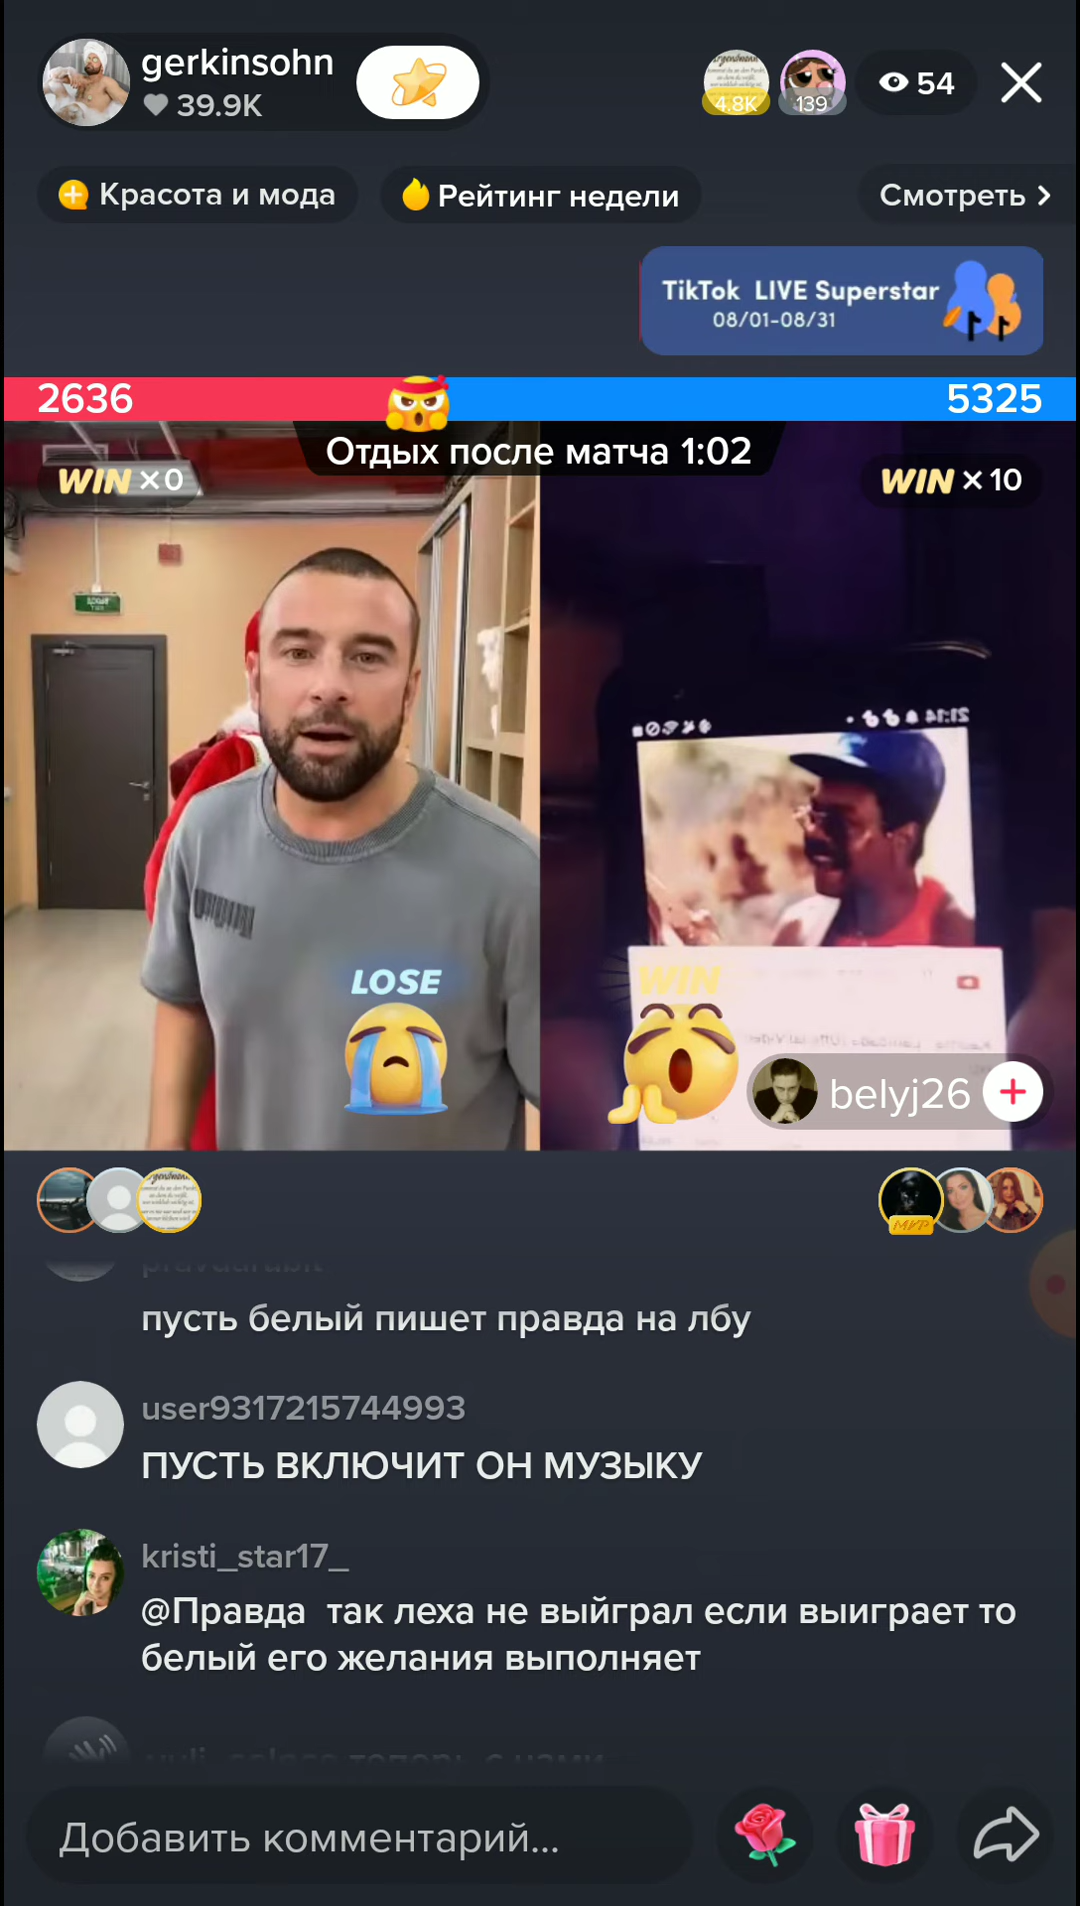 gerkinsohn
39.9K
4.8K
139
54
Красота и мода
Рейтинг недели
Смотреть
TikTok LIVE Superstar
08/01-08/31
2636
5325
Отдых после матча 1:02
WIN ×0
WIN × 10
LOSE
WIN
belyj26
MVP
пусть белый пишет правда на лбу
user9317215744993
ПУСТЬ ВКЛЮЧИТ ОН МУЗЫКУ
kristi_star17_
@Правда так леха не выйграл если выиграет то
белый его желания выполняет
Добавить комментарий...